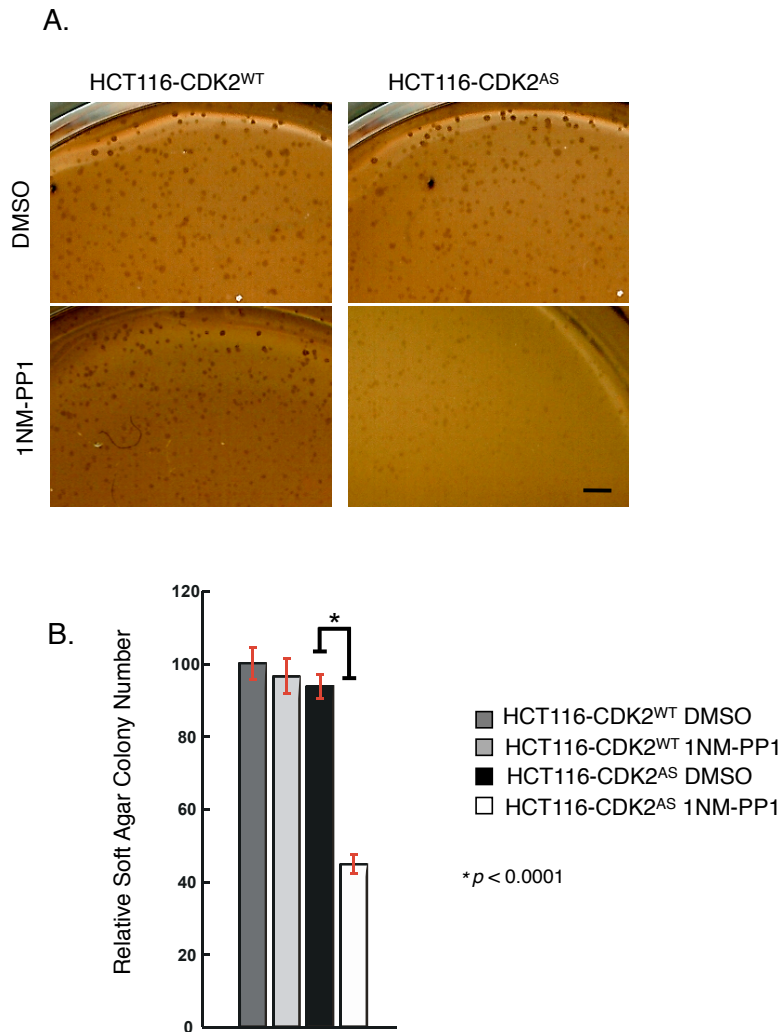 A.
HCT116-CDK2ᵂᵀ
HCT116-CDK2ᴬˢ
DMSO
1NM-PP1
B.
Relative Soft Agar Colony Number
120
100
80
60
40
20
0
*
HCT116-CDK2ᵂᵀ DMSO
HCT116-CDK2ᵂᵀ 1NM-PP1
HCT116-CDK2ᴬˢ DMSO
HCT116-CDK2ᴬˢ 1NM-PP1
* p < 0.0001